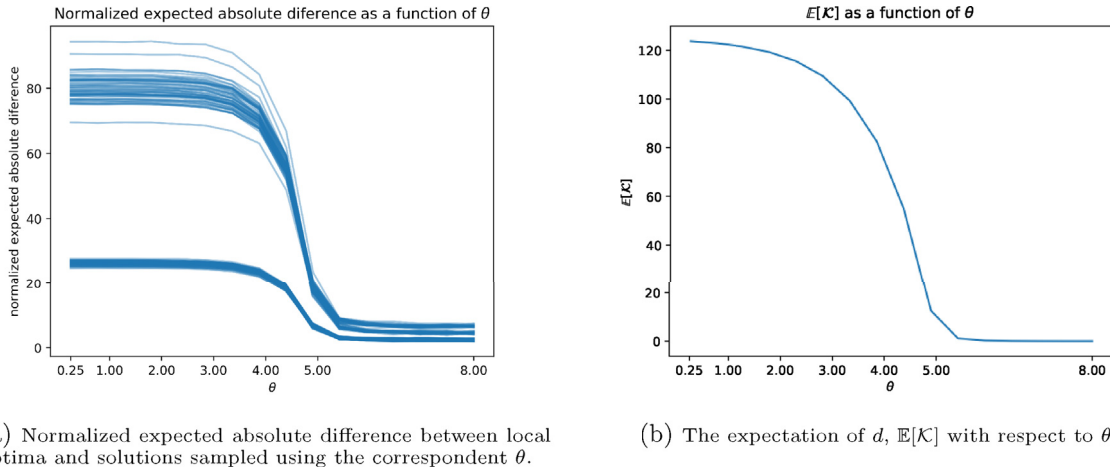 Normalized expected absolute diference as a function of θ
normalized expected absolute difference
80
60
40
20
0
0.25 1.00 2.00 3.00 4.00 5.00 8.00
θ
) Normalized expected absolute difference between local
ptima and solutions sampled using the correspondent θ.
𝔼[𝒦] as a function of θ
𝔼[𝒦]
120
100
80
60
40
20
0
0.25 1.00 2.00 3.00 4.00 5.00 8.00
θ
(b) The expectation of d, 𝔼[𝒦] with respect to θ